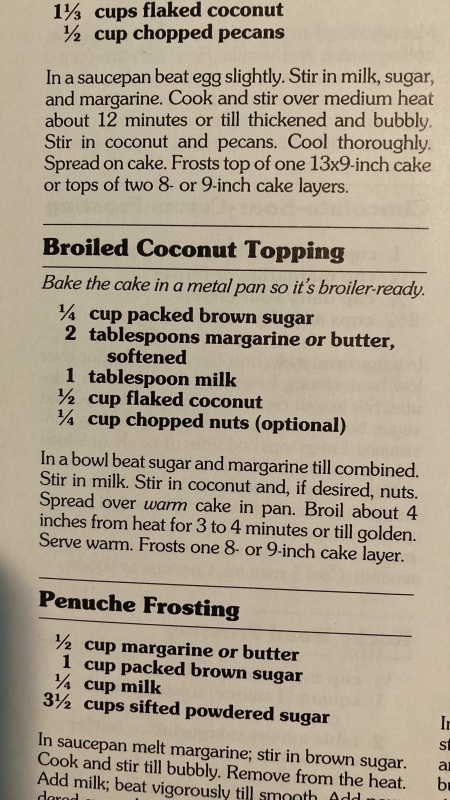 1⅓ cups flaked coconut
½ cup chopped pecans
In a saucepan beat egg slightly. Stir in milk, sugar,
and margarine. Cook and stir over medium heat
about 12 minutes or till thickened and bubbly.
Stir in coconut and pecans. Cool thoroughly.
Spread on cake. Frosts top of one 13x9-inch cake
or tops of two 8- or 9-inch cake layers.
Broiled Coconut Topping
Bake the cake in a metal pan so it's broiler-ready.
¼ cup packed brown sugar
2 tablespoons margarine or butter,
softened
1 tablespoon milk
½ cup flaked coconut
¼ cup chopped nuts (optional)
In a bowl beat sugar and margarine till combined.
Stir in milk. Stir in coconut and, if desired, nuts.
Spread over warm cake in pan. Broil about 4
inches from heat for 3 to 4 minutes or till golden.
Serve warm. Frosts one 8- or 9-inch cake layer.
Penuche Frosting
½ cup margarine or butter
1 cup packed brown sugar
¼ cup milk
3½ cups sifted powdered sugar
In saucepan melt margarine; stir in brown sugar.
Cook and stir till bubbly. Remove from the heat.
Add milk; beat vigorously till smooth. Add